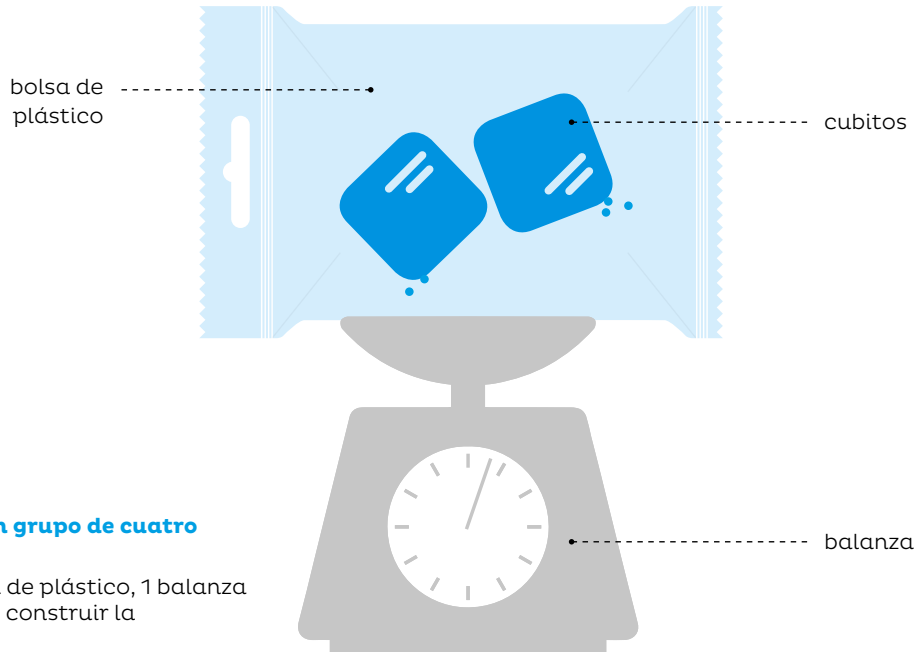 bolsa de
plástico
cubitos
grupo de cuatro
balanza
de plástico, 1 balanza
construir la